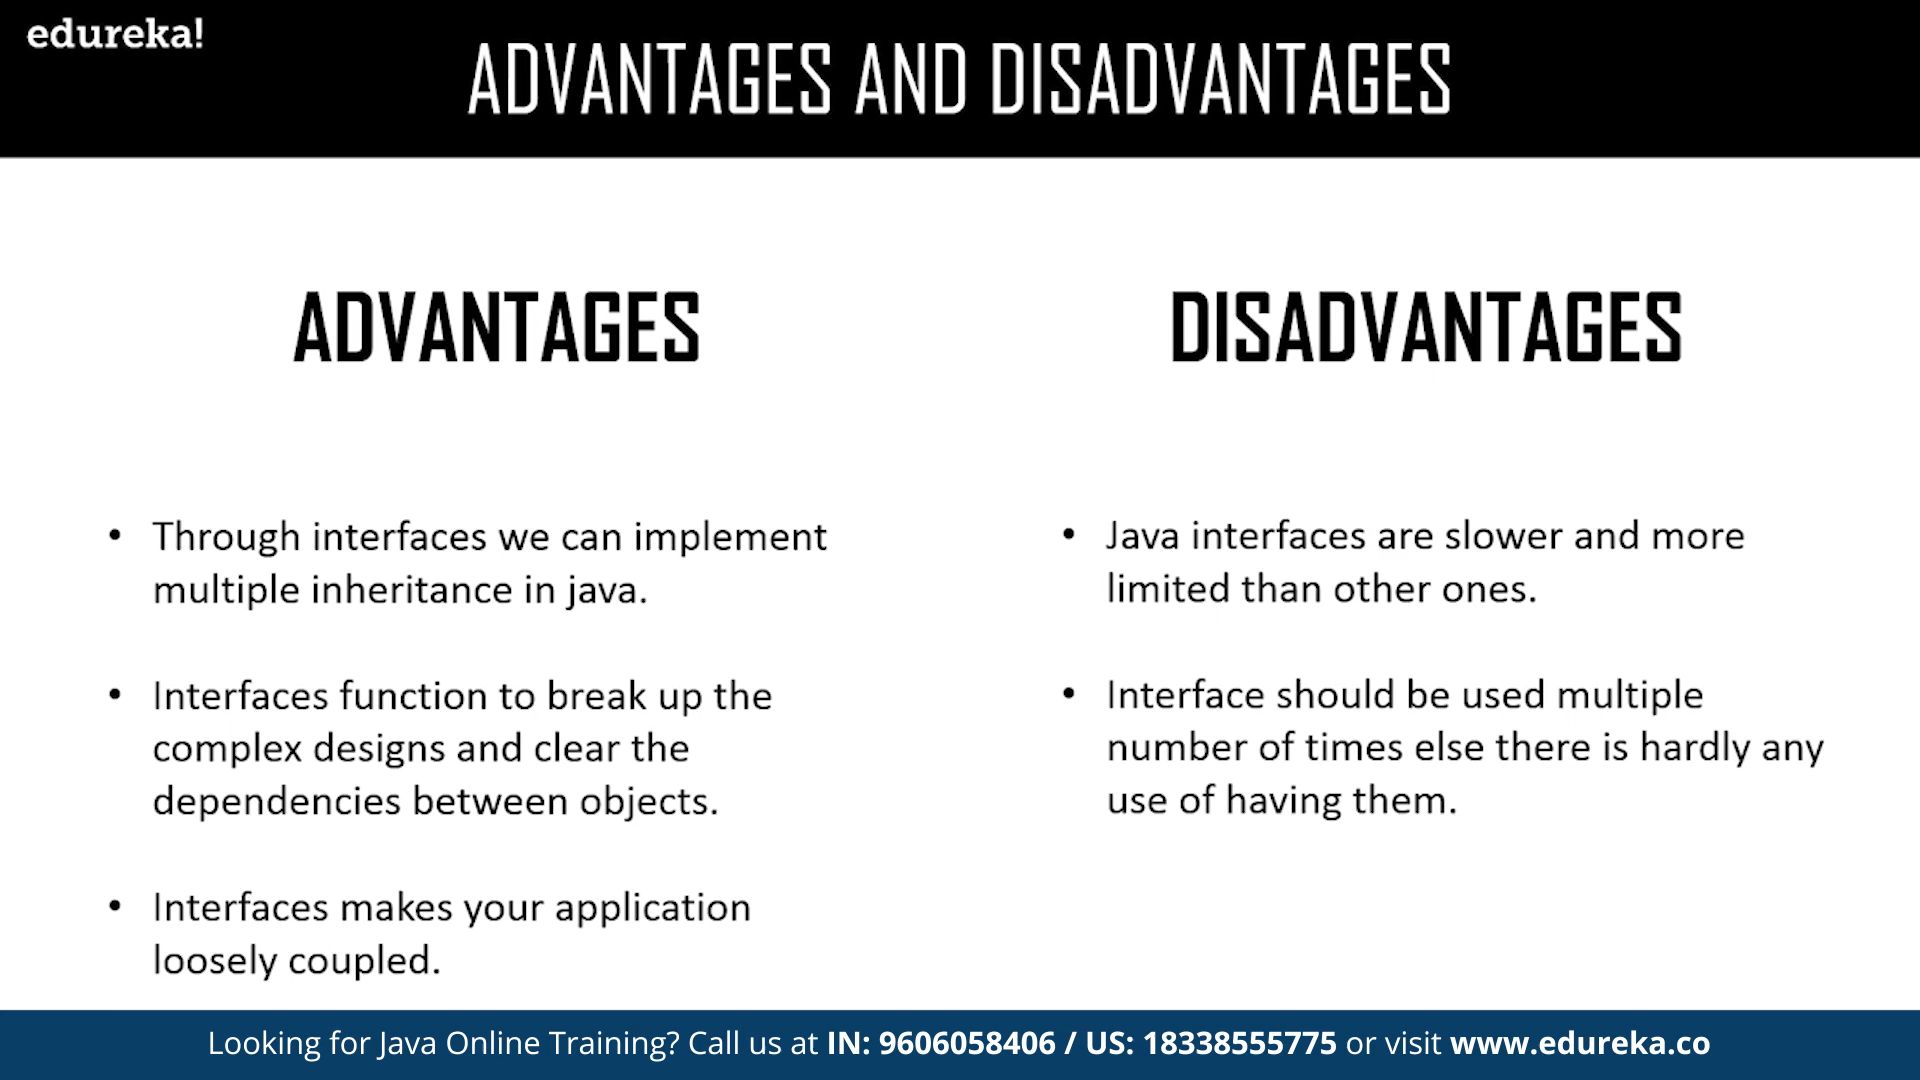 edureka!
ADVANTAGES AND DISADVANTAGES
ADVANTAGES
• Through interfaces we can implement
multiple inheritance in java.
• Interfaces function to break up the
complex designs and clear the
dependencies between objects.
• Interfaces makes your application
loosely coupled.
DISADVANTAGES
• Java interfaces are slower and more
limited than other ones.
• Interface should be used multiple
number of times else there is hardly any
use of having them.
Looking for Java Online Training? Call us at IN: 9606058406 / US: 18338555775 or visit www.edureka.co